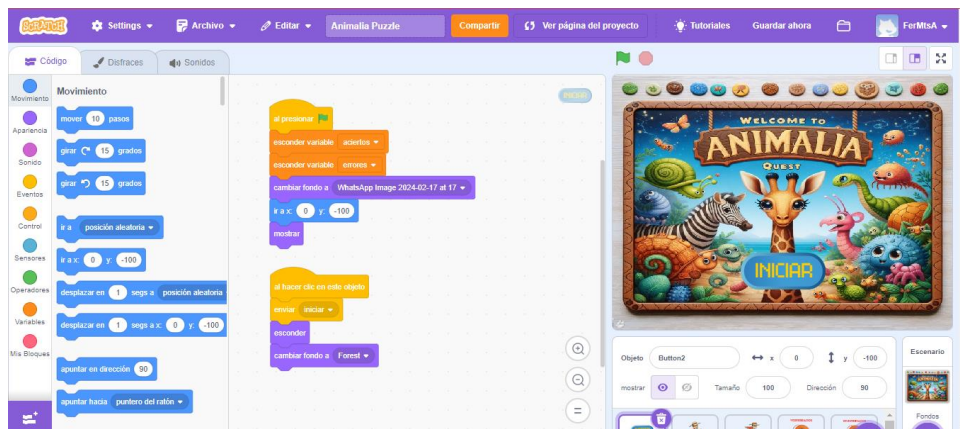 SCRATCH Settings Archivo Editar Animalia Puzzle Compartir Ver página del proyecto Tutoriales Guardar ahora FerMtsA
Código Disfraces Sonidos
Movimiento
Apariencia
Sonido
Eventos
Control
Sensores
Operadores
Variables
Mis Bloques
Movimiento
mover 10 pasos
girar 15 grados
girar 15 grados
ir a posición aleatoria
ir a x: 0 y: -100
desplazar en 1 segs a posición aleatoria
desplazar en 1 segs a x: 0 y: -100
apuntar en dirección 90
apuntar hacia puntero del ratón
al presionar
esconder variable aciertos
esconder variable errores
cambiar fondo a WhatsApp Image 2024-02-17 at 17
ir a x: 0 y: -100
mostrar
al hacer clic en este objeto
enviar iniciar
esconder
cambiar fondo a Forest
INICIAR
WELCOME TO
ANIMALIA
QUEST
INICIAR
Objeto Button2 x 0 y -100
mostrar Tamaño 100 Dirección 90
Escenario
Fondos